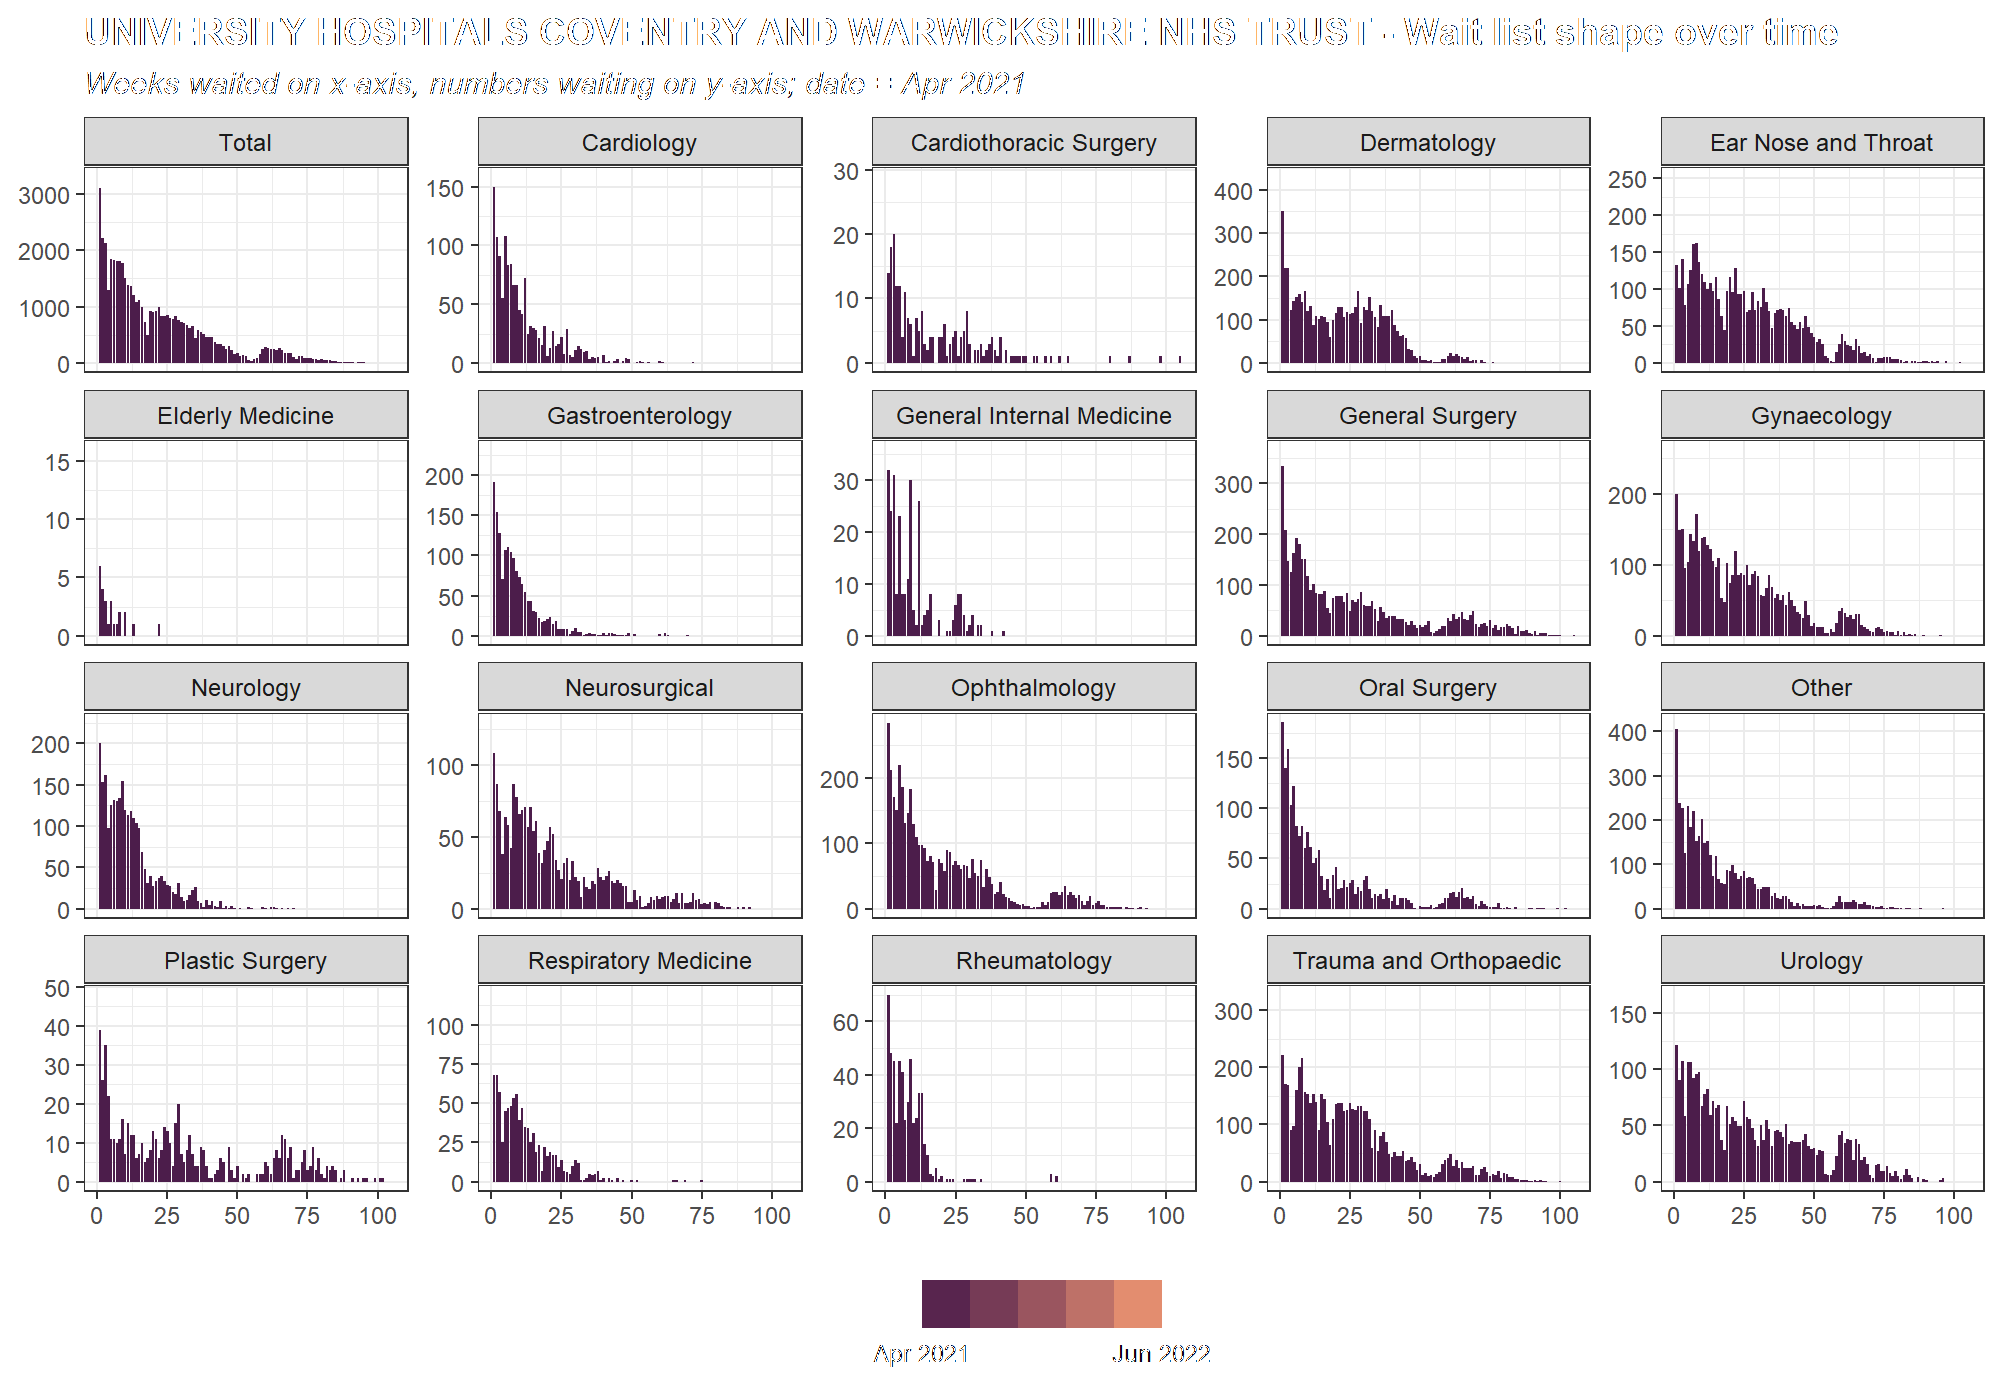 UNIVERSITY HOSPITALS COVENTRY AND WARWICKSHIRE NHS TRUST - Wait list shape over time
Weeks waited on x-axis, numbers waiting on y-axis; date = Apr 2021
Total Cardiology Cardiothoracic Surgery Dermatology Ear Nose and Throat
3000 2000 1000 0
150 100 50 0
30 20 10 0
400 300 200 100 0
250 200 150 100 50 0
Elderly Medicine Gastroenterology General Internal Medicine General Surgery Gynaecology
15 10 5 0
200 150 100 50 0
30 20 10 0
300 200 100 0
200 100 0
Neurology Neurosurgical Ophthalmology Oral Surgery Other
200 150 100 50 0
100 50 0
200 100 0
150 100 50 0
400 300 200 100 0
Plastic Surgery Respiratory Medicine Rheumatology Trauma and Orthopaedic Urology
50 40 30 20 10 0
100 75 50 25 0
60 40 20 0
300 200 100 0
150 100 50 0
0 25 50 75 100 0 25 50 75 100 0 25 50 75 100 0 25 50 75 100 0 25 50 75 100
Apr 2021 Jun 2022